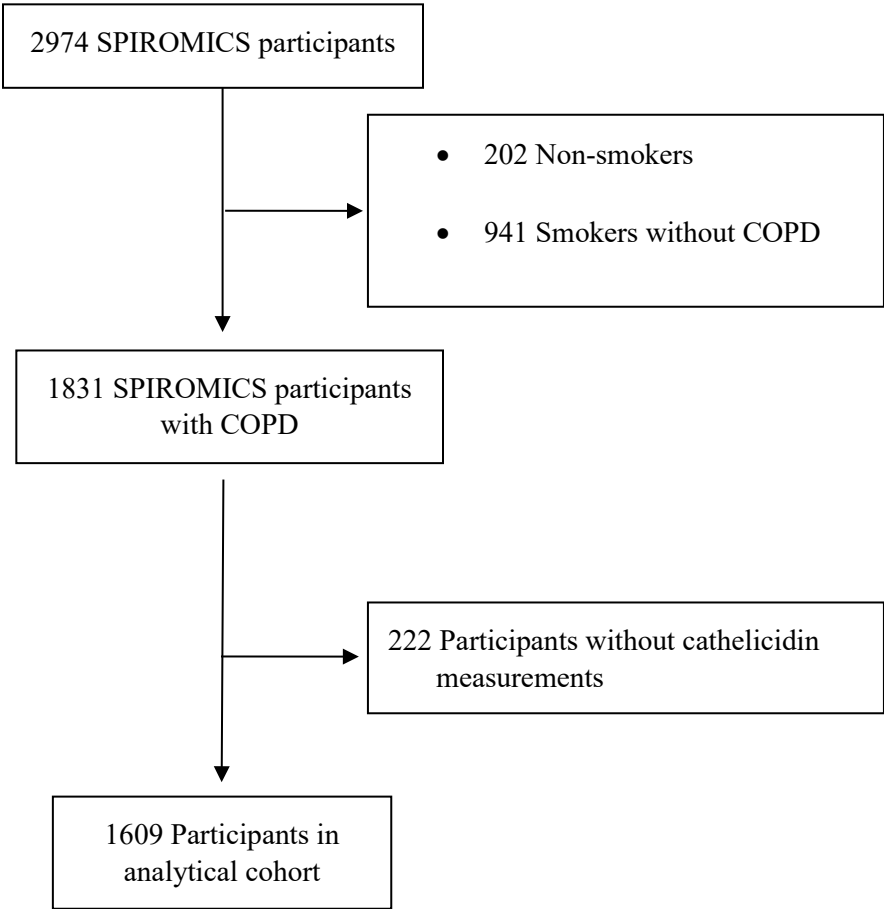 2974 SPIROMICS participants
• 202 Non-smokers
• 941 Smokers without COPD
1831 SPIROMICS participants
with COPD
222 Participants without cathelicidin
measurements
1609 Participants in
analytical cohort